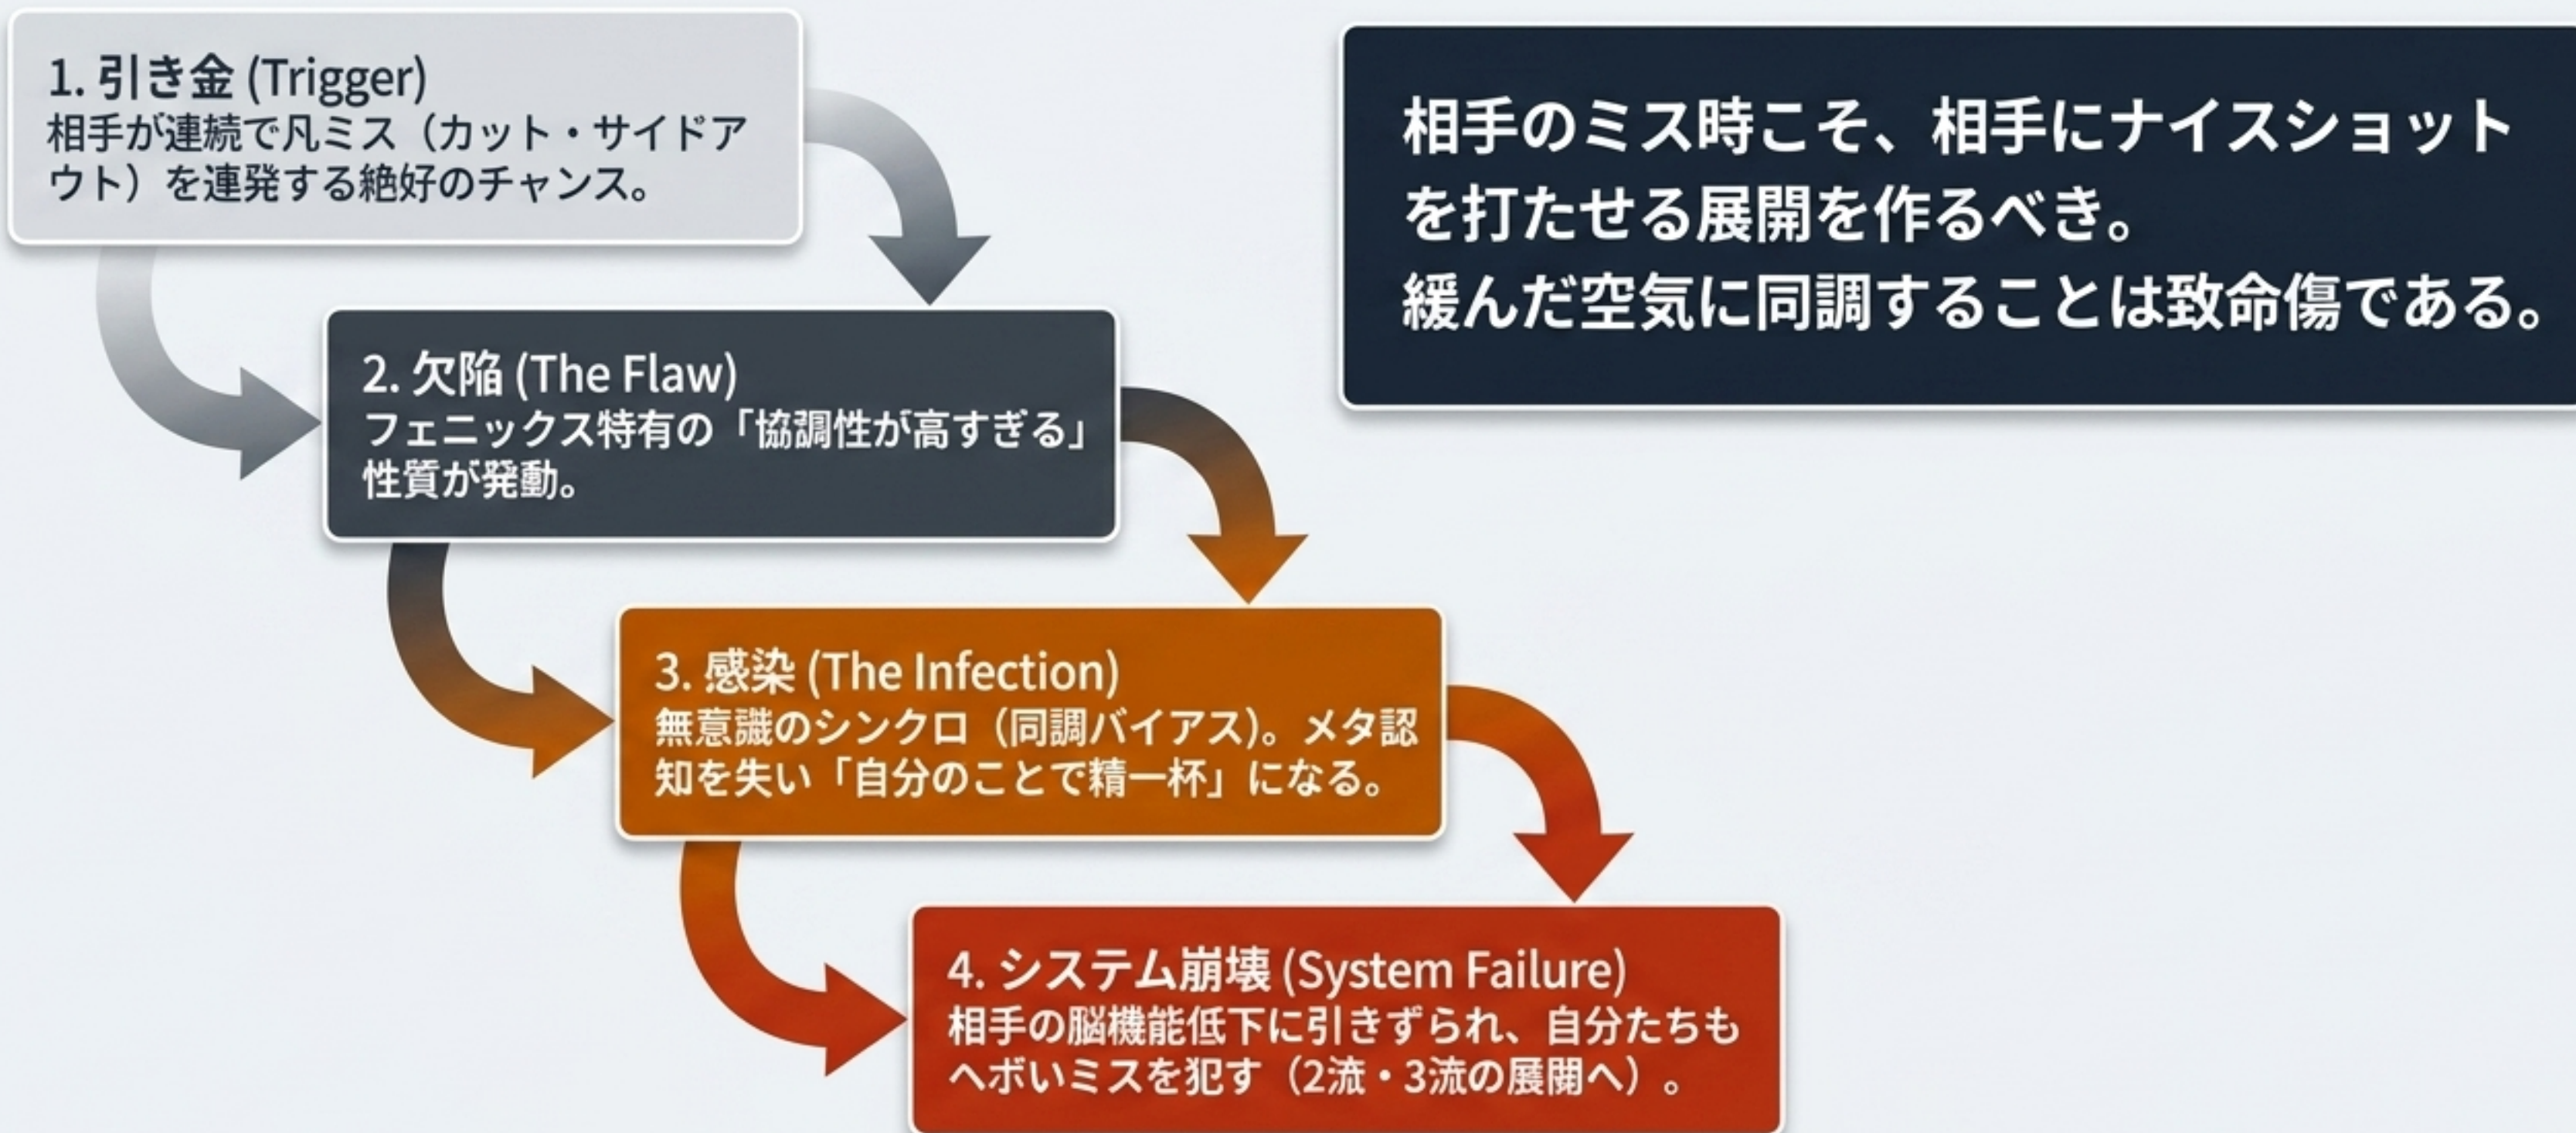 1. 引き金 (Trigger)
相手が連続で凡ミス（カット・サイドア
ウト）を連発する絶好のチャンス。
相手のミス時こそ、相手にナイスショット
を打たせる展開を作るべき。
緩んだ空気に同調することは致命傷である。
2. 欠陥 (The Flaw)
フェニックス特有の「協調性が高すぎる」
性質が発動。
3. 感染 (The Infection)
無意識のシンクロ（同調バイアス）。メタ認
知を失い「自分のことで精一杯」になる。
4. システム崩壊 (System Failure)
相手の脳機能低下に引きずられ、自分たちも
ヘボいミスを犯す（2流・3流の展開へ）。